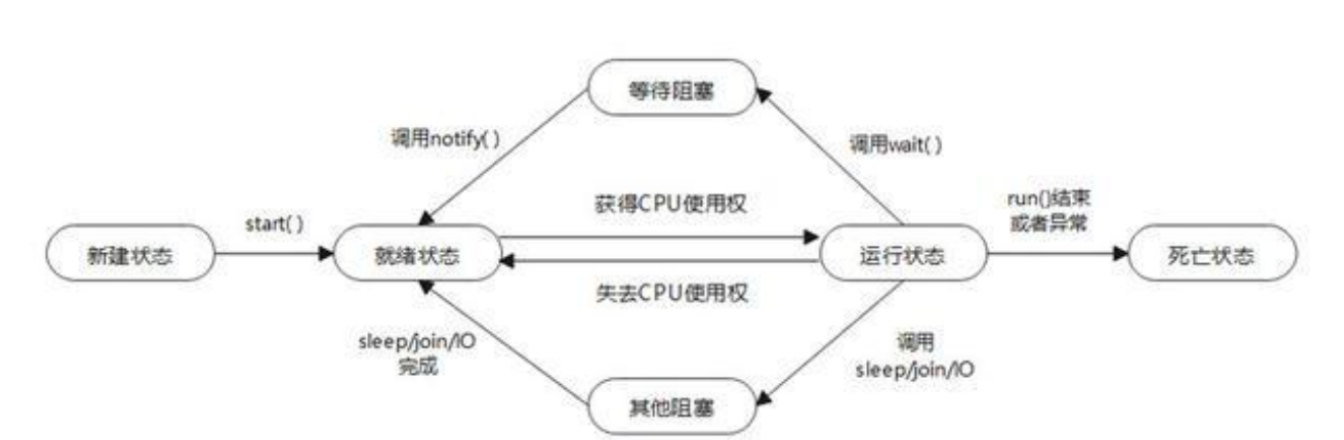 等待阻塞
调用notify( )
调用wait( )
获得CPU使用权
run()结束
或者异常
start( )
新建状态
就绪状态
运行状态
死亡状态
失去CPU使用权
sleep/join/IO
完成
调用
sleep/join/IO
其他阻塞